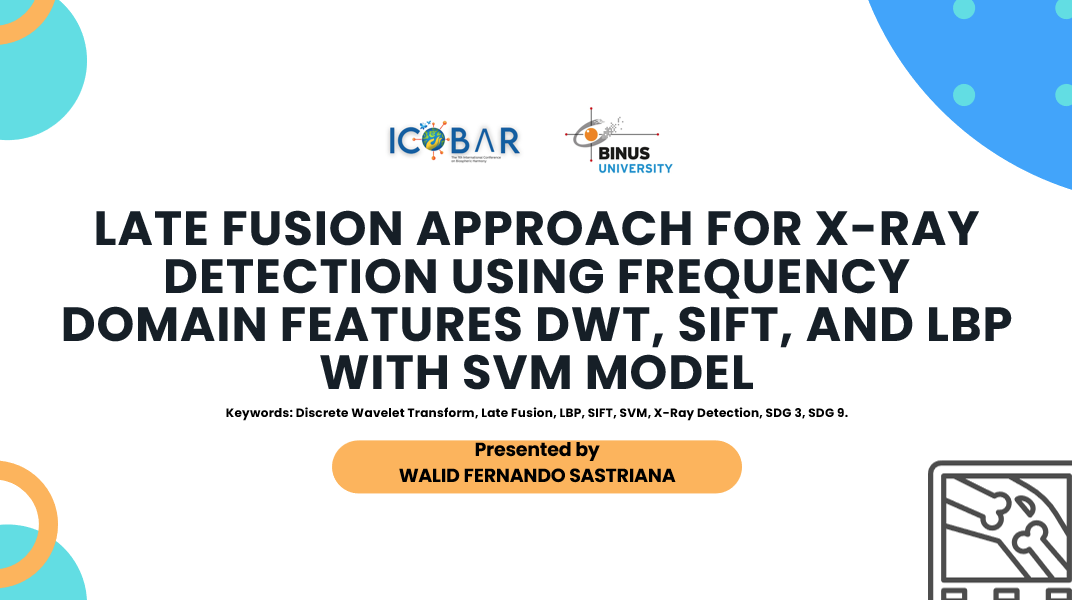 ICOBAR
The 7th International Conference
on Biospheric Harmony
BINUS
UNIVERSITY
LATE FUSION APPROACH FOR X-RAY
DETECTION USING FREQUENCY
DOMAIN FEATURES DWT, SIFT, AND LBP
WITH SVM MODEL
Keywords: Discrete Wavelet Transform, Late Fusion, LBP, SIFT, SVM, X-Ray Detection, SDG 3, SDG 9.
Presented by
WALID FERNANDO SASTRIANA